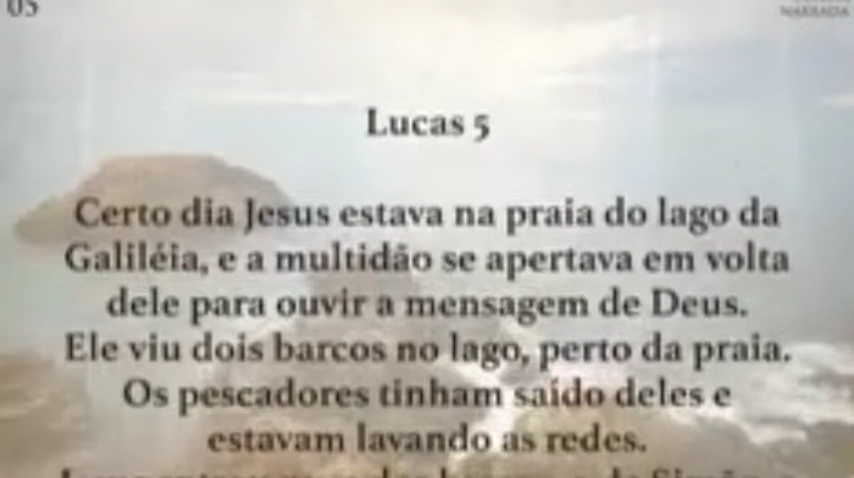 05
NARRADA
Lucas 5
Certo dia Jesus estava na praia do lago da
Galiléia, e a multidão se apertava em volta
dele para ouvir a mensagem de Deus.
Ele viu dois barcos no lago, perto da praia.
Os pescadores tinham saído deles e
estavam lavando as redes.